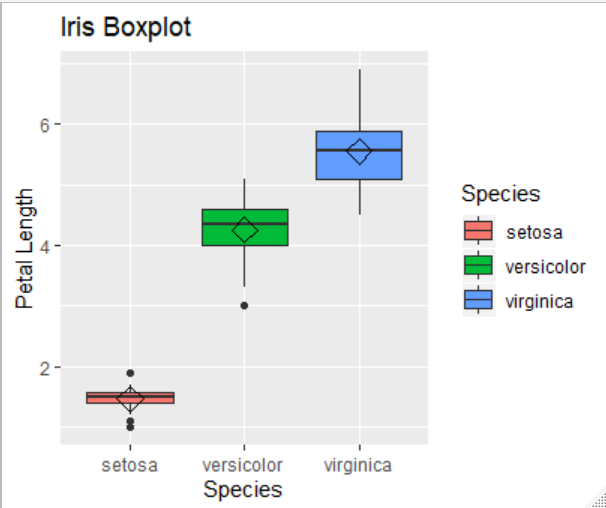 Iris Boxplot
Petal Length
6
4
2
setosa versicolor virginica
Species
Species
setosa
versicolor
virginica